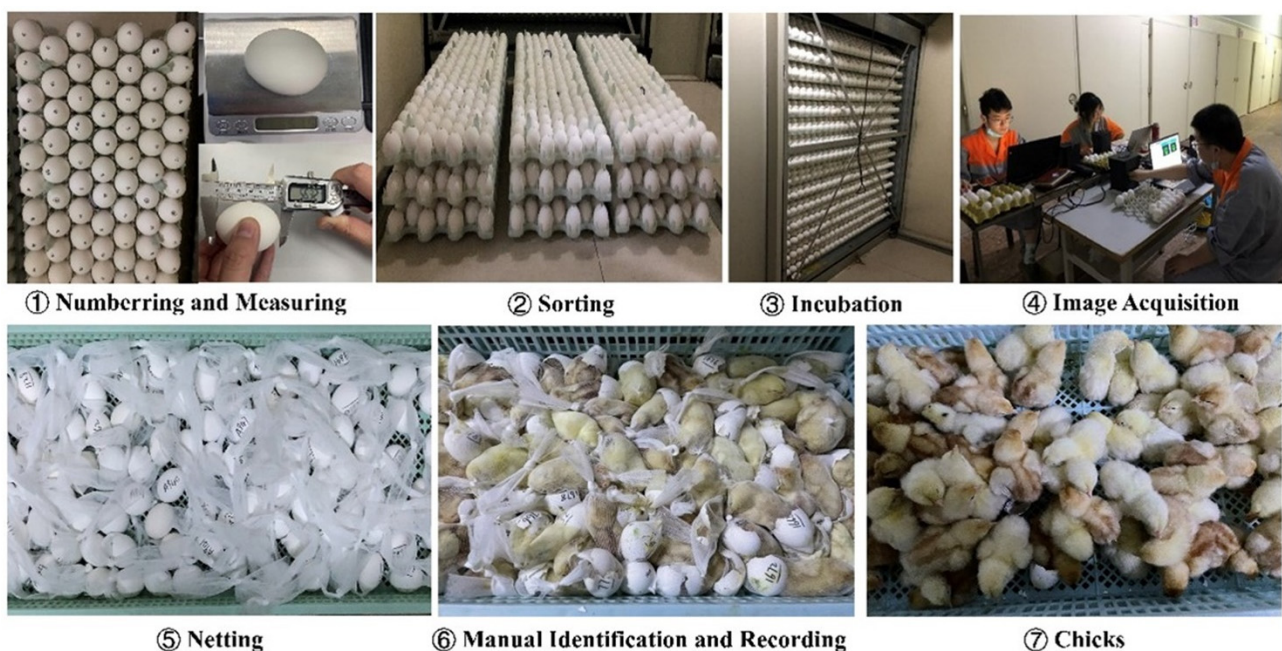 ① Numberring and Measuring
② Sorting
③ Incubation
④ Image Acquisition
⑤ Netting
⑥ Manual Identification and Recording
⑦ Chicks
1672